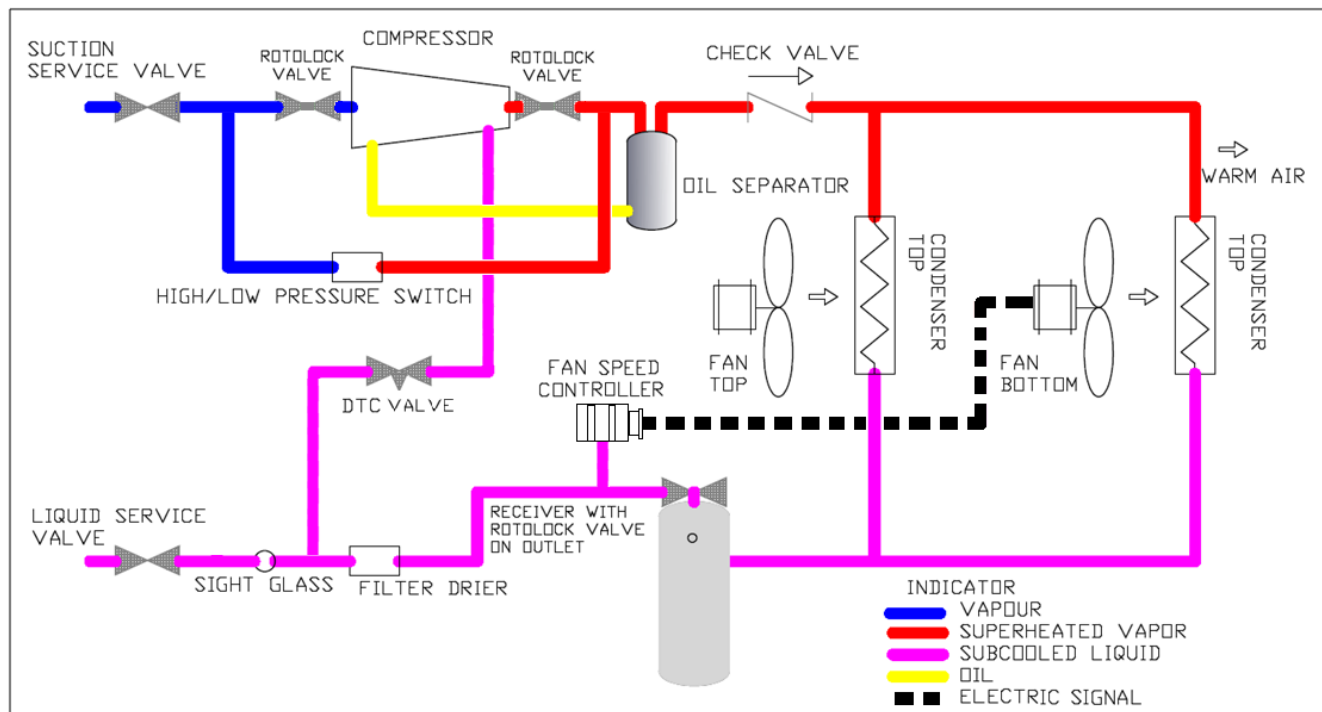 SUCTION
SERVICE VALVE
ROTOLOCK
VALVE
COMPRESSOR
ROTOLOCK
VALVE
CHECK VALVE
OIL SEPARATOR
WARM AIR
HIGH/LOW PRESSURE SWITCH
CONDENSER
TOP
CONDENSER
TOP
FAN
TOP
FAN
BOTTOM
FAN SPEED
CONTROLLER
DTC VALVE
LIQUID SERVICE
VALVE
SIGHT GLASS
FILTER DRIER
RECEIVER WITH
ROTOLOCK VALVE
ON OUTLET
INDICATOR
VAPOUR
SUPERHEATED VAPOR
SUBCOOLED LIQUID
OIL
ELECTRIC SIGNAL